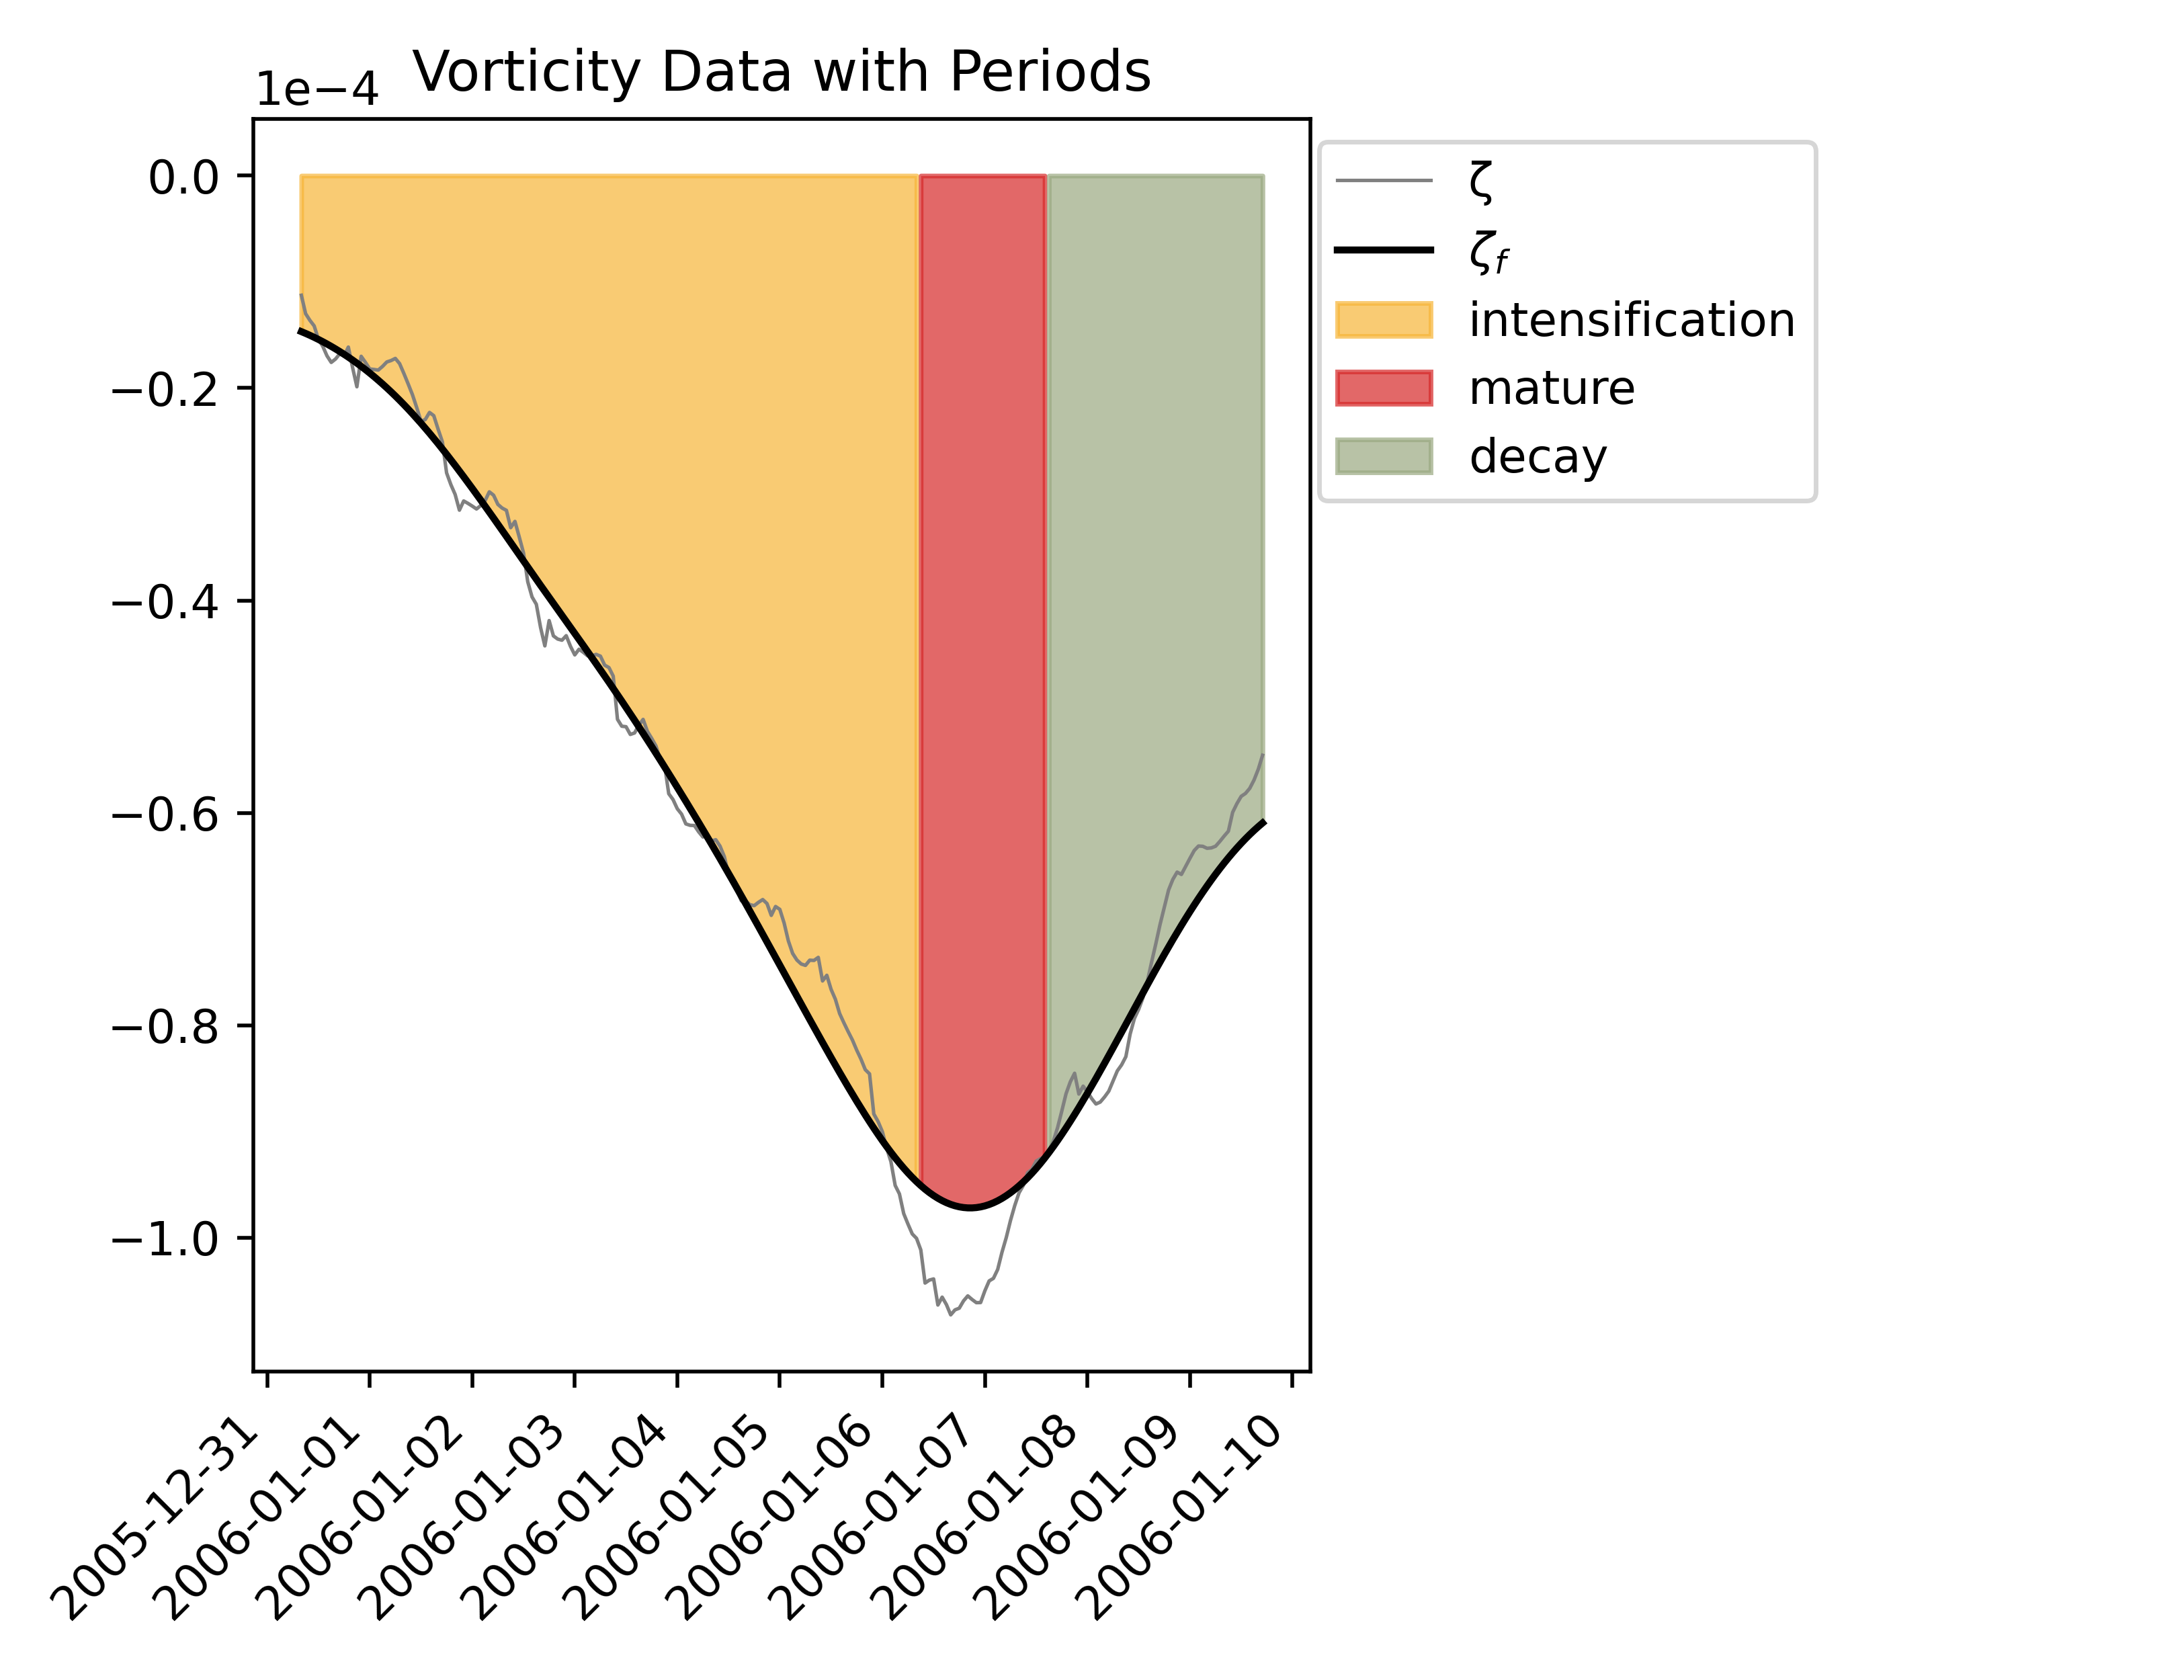 Vorticity Data with Periods
1e−4
0.0
−0.2
−0.4
−0.6
−0.8
−1.0
2005-12-31
2006-01-01
2006-01-02
2006-01-03
2006-01-04
2006-01-05
2006-01-06
2006-01-07
2006-01-08
2006-01-09
2006-01-10
ζ
ζf
intensification
mature
decay